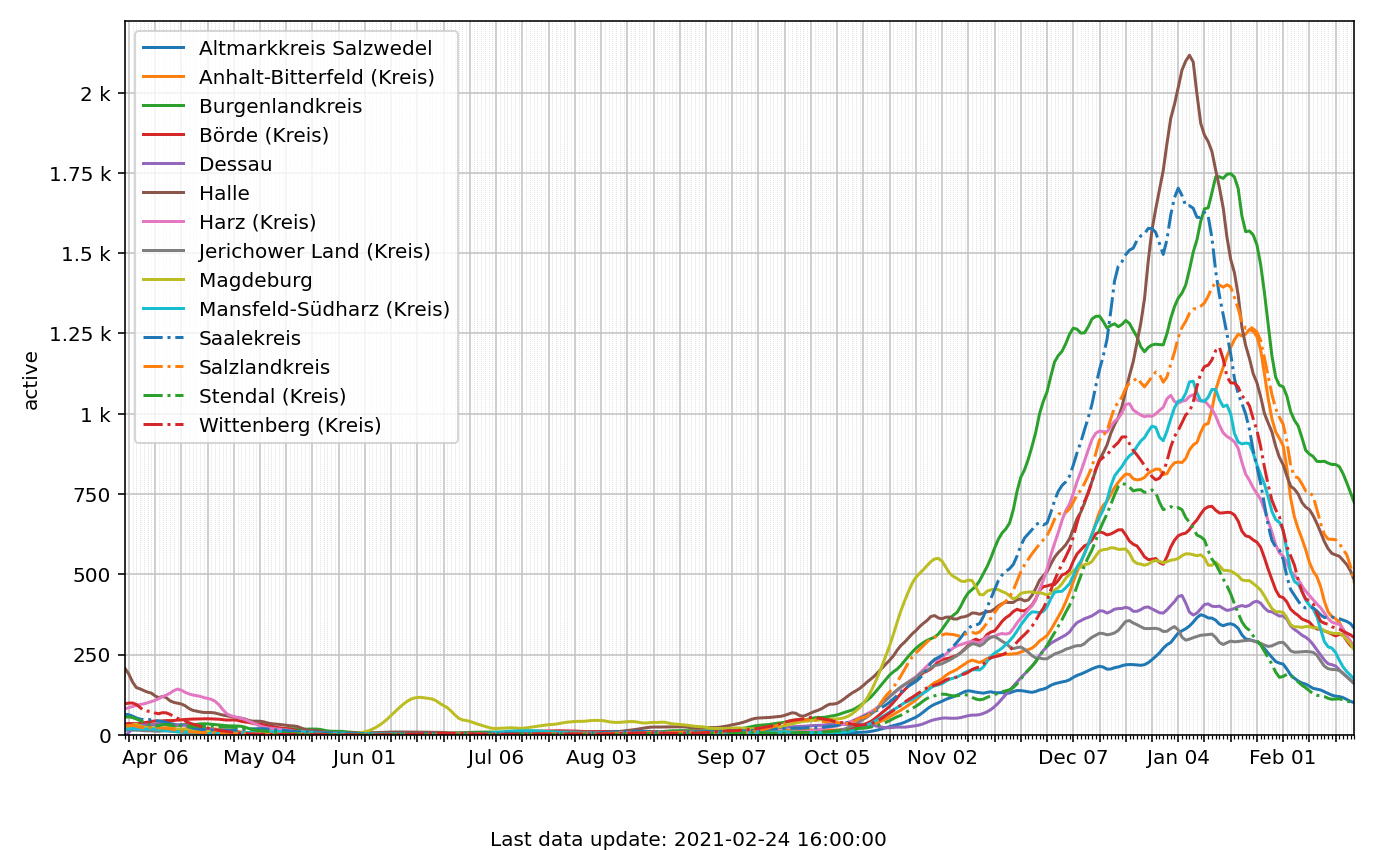 Altmarkkreis Salzwedel
Anhalt-Bitterfeld (Kreis)
Burgenlandkreis
Börde (Kreis)
Dessau
Halle
Harz (Kreis)
Jerichower Land (Kreis)
Magdeburg
Mansfeld-Südharz (Kreis)
Saalekreis
Salzlandkreis
Stendal (Kreis)
Wittenberg (Kreis)
2 k
1.75 k
1.5 k
1.25 k
1 k
750
500
250
0
active
Apr 06 May 04 Jun 01 Jul 06 Aug 03 Sep 07 Oct 05 Nov 02 Dec 07 Jan 04 Feb 01
Last data update: 2021-02-24 16:00:00